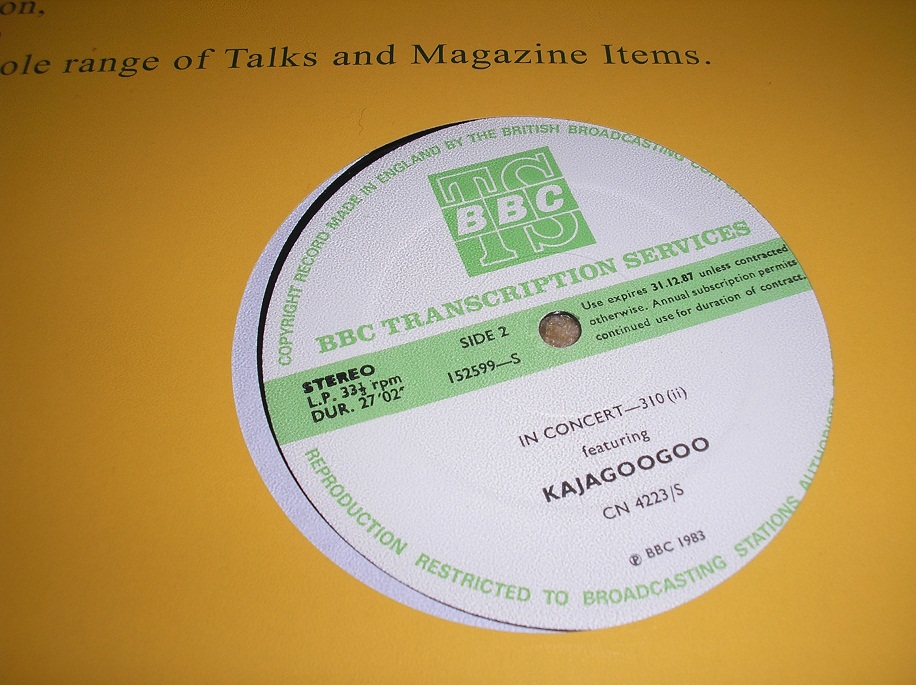 on,
ole range of Talks and Magazine Items.
COPYRIGHT RECORD MADE IN ENGLAND BY THE BRITISH BROADCASTING
TS
BBC
BBC TRANSCRIPTION SERVICES
STEREO
L.P. 33⅓ rpm
DUR. 27'02"
SIDE 2
152599—S
Use expires 31.12.87 unless contracted
otherwise. Annual subscription permits
continued use for duration of contract.
IN CONCERT—310 (ii)
featuring
KAJAGOOGOO
CN 4223/S
℗ BBC 1983
REPRODUCTION RESTRICTED TO BROADCASTING STATIONS